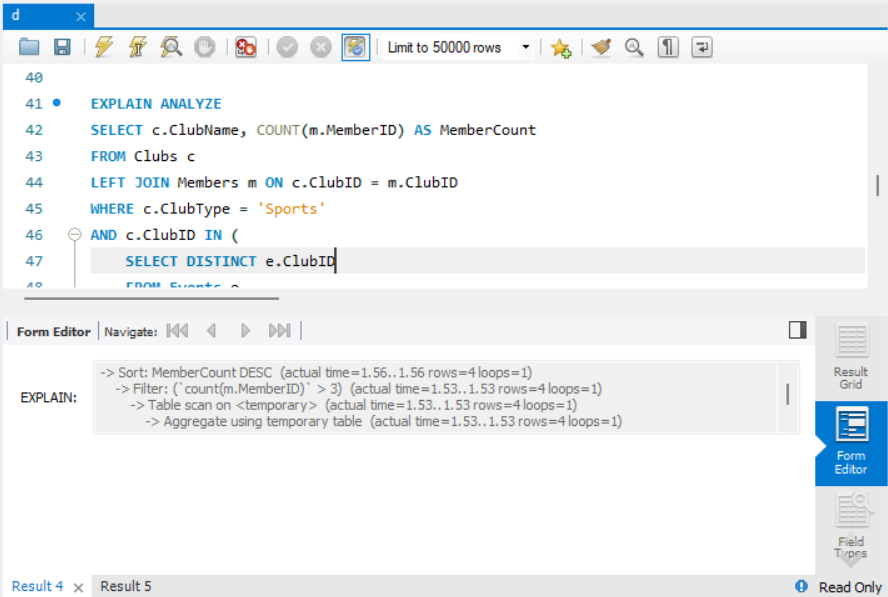 d
Limit to 50000 rows
40
41 EXPLAIN ANALYZE
42 SELECT c.ClubName, COUNT(m.MemberID) AS MemberCount
43 FROM Clubs c
44 LEFT JOIN Members m ON c.ClubID = m.ClubID
45 WHERE c.ClubType = 'Sports'
46 AND c.ClubID IN (
47 SELECT DISTINCT e.ClubID
48 FROM Events e
Form Editor Navigate:
EXPLAIN:
-> Sort: MemberCount DESC (actual time=1.56..1.56 rows=4 loops=1)
-> Filter: (`count(m.MemberID)` > 3) (actual time=1.53..1.53 rows=4 loops=1)
-> Table scan on <temporary> (actual time=1.53..1.53 rows=4 loops=1)
-> Aggregate using temporary table (actual time=1.53..1.53 rows=4 loops=1)
Result
Grid
Form
Editor
Field
Types
Result 4 Result 5
Read Only